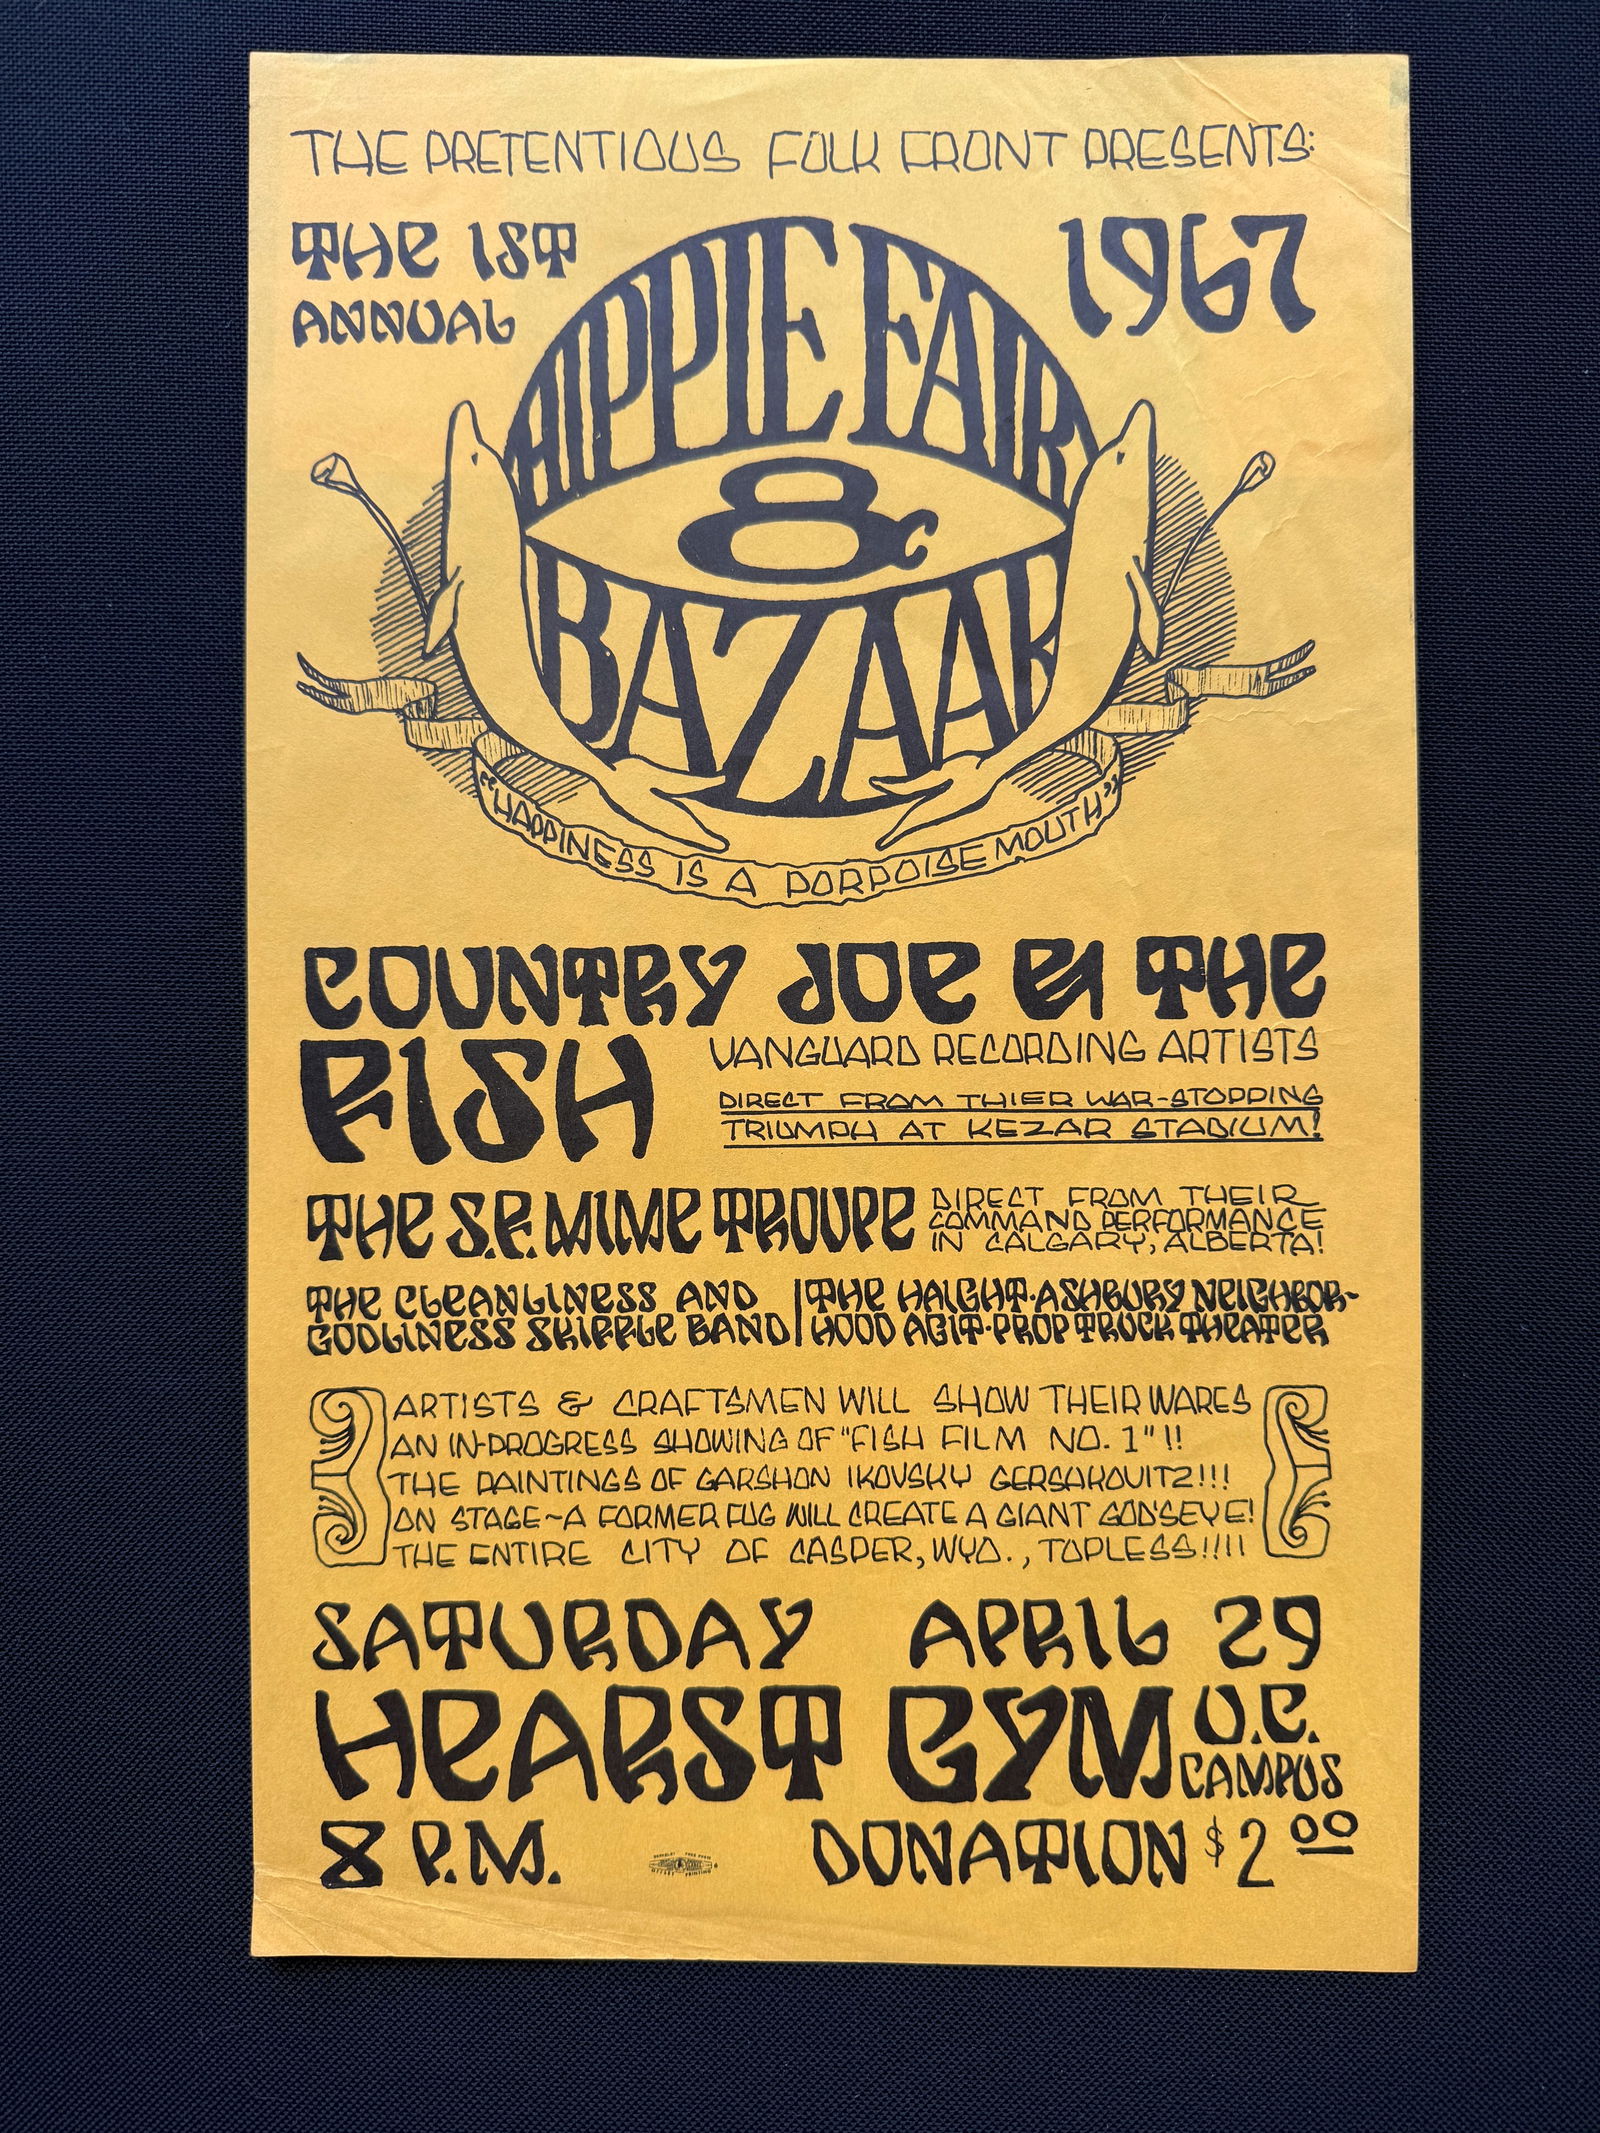 THE PRETENTIOUS FOLK FRONT PRESENTS:
THE 1ST
ANNUAL
1967
HIPPIE FAIR
&
BAZAAR
"HAPPINESS IS A PORPOISE MOUTH"
COUNTRY JOE & THE
FISH
VANGUARD RECORDING ARTISTS
DIRECT FROM THIER WAR-STOPPING
TRIUMPH AT KEZAR STADIUM!
THE S.F. MIME TROUPE
DIRECT FROM THEIR
COMMAND PERFORMANCE
IN CALGARY, ALBERTA!
THE CLEANLINESS AND
GODLINESS SKIFFLE BAND
THE HAIGHT-ASHBURY NEIGHBOR-
HOOD AGIT-PROP TRUCK THEATER
ARTISTS & CRAFTSMEN WILL SHOW THEIR WARES
AN IN-PROGRESS SHOWING OF "FISH FILM NO. 1"!!
THE PAINTINGS OF GARSHON IKOVSKY GERSHKOVITZ!!!
ON STAGE~A FORMER FUG WILL CREATE A GIANT GOD'SEYE!
THE ENTIRE CITY OF CASPER, WYO., TOPLESS!!!!
SATURDAY APRIL 29
HEARST GYM U.C.
CAMPUS
8 P.M. DONATION $2.00